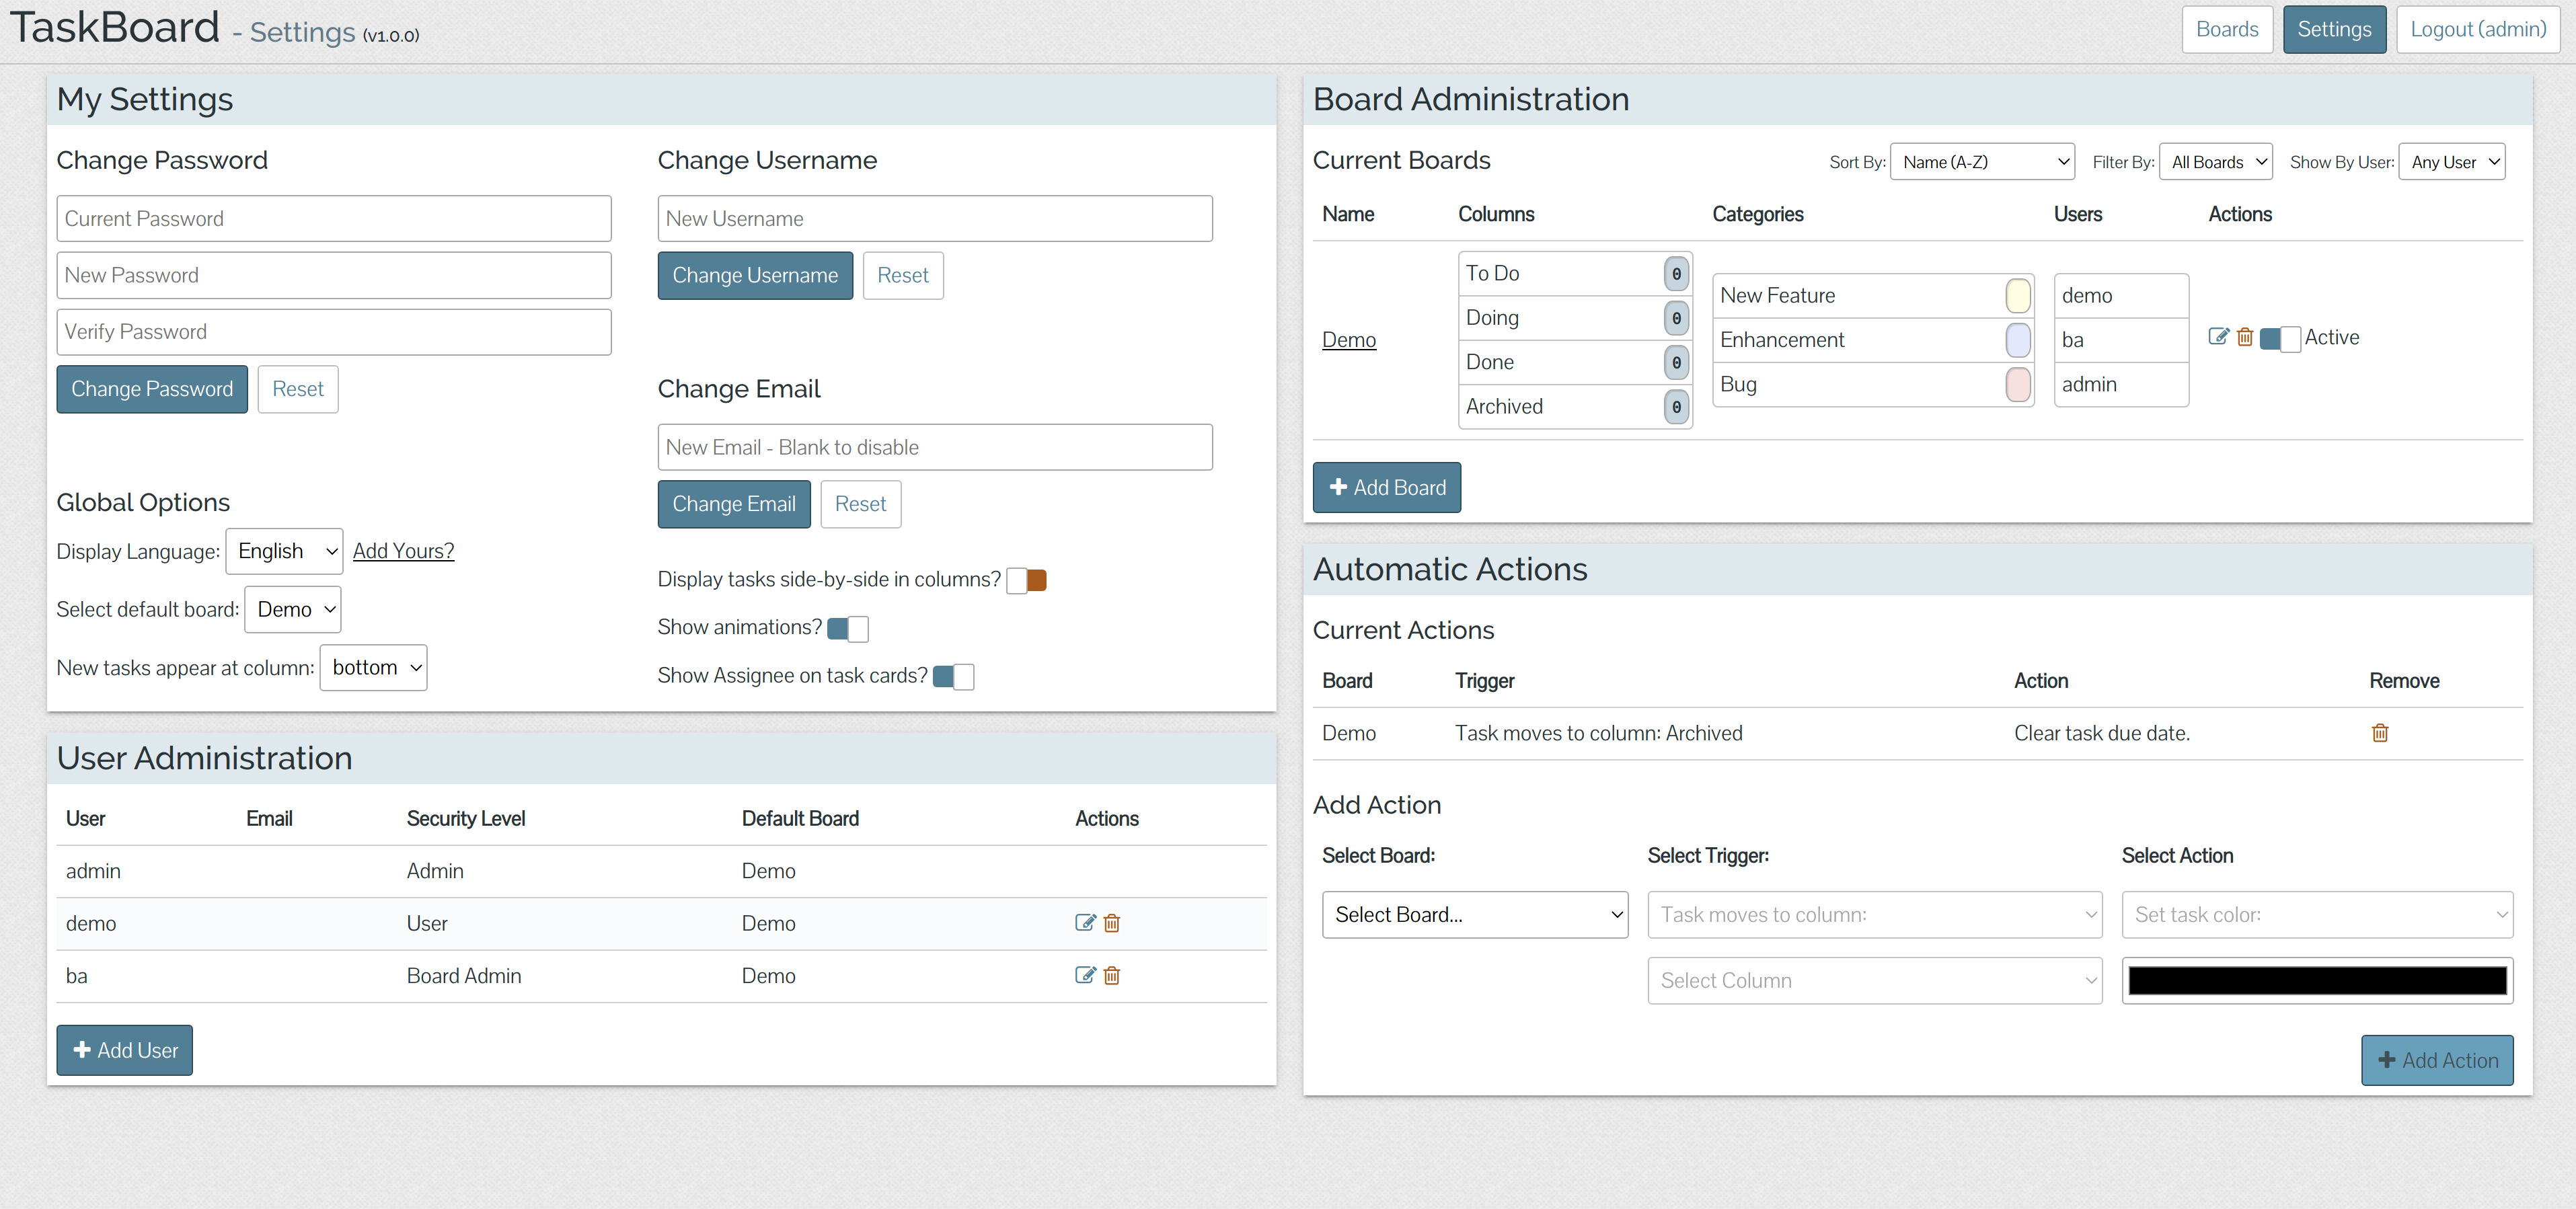 TaskBoard - Settings (v1.0.0)
Boards
Settings
Logout (admin)
My Settings
Change Password
Current Password
New Password
Verify Password
Change Password
Reset
Change Username
New Username
Change Username
Reset
Change Email
New Email - Blank to disable
Change Email
Reset
Global Options
Display Language: English Add Yours?
Select default board: Demo
New tasks appear at column: bottom
Display tasks side-by-side in columns?
Show animations?
Show Assignee on task cards?
User Administration
User Email Security Level Default Board Actions
admin Admin Demo
demo User Demo
ba Board Admin Demo
Add User
Board Administration
Current Boards
Sort By: Name (A-Z) Filter By: All Boards Show By User: Any User
Name Columns Categories Users Actions
Demo
To Do 0
Doing 0
Done 0
Archived 0
New Feature
Enhancement
Bug
demo
ba
admin
Active
Add Board
Automatic Actions
Current Actions
Board Trigger Action Remove
Demo Task moves to column: Archived Clear task due date.
Add Action
Select Board: Select Trigger: Select Action
Select Board... Task moves to column: Set task color:
Select Column
Add Action